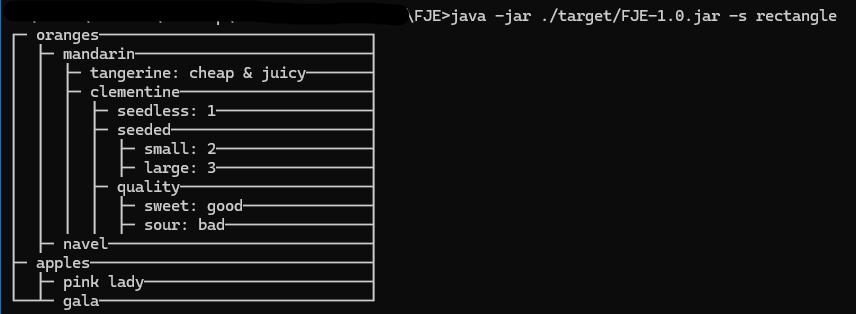 \FJE>java -jar ./target/FJE-1.0.jar -s rectangle
oranges
mandarin
tangerine: cheap & juicy
clementine
seedless: 1
seeded
small: 2
large: 3
quality
sweet: good
sour: bad
navel
apples
pink lady
gala